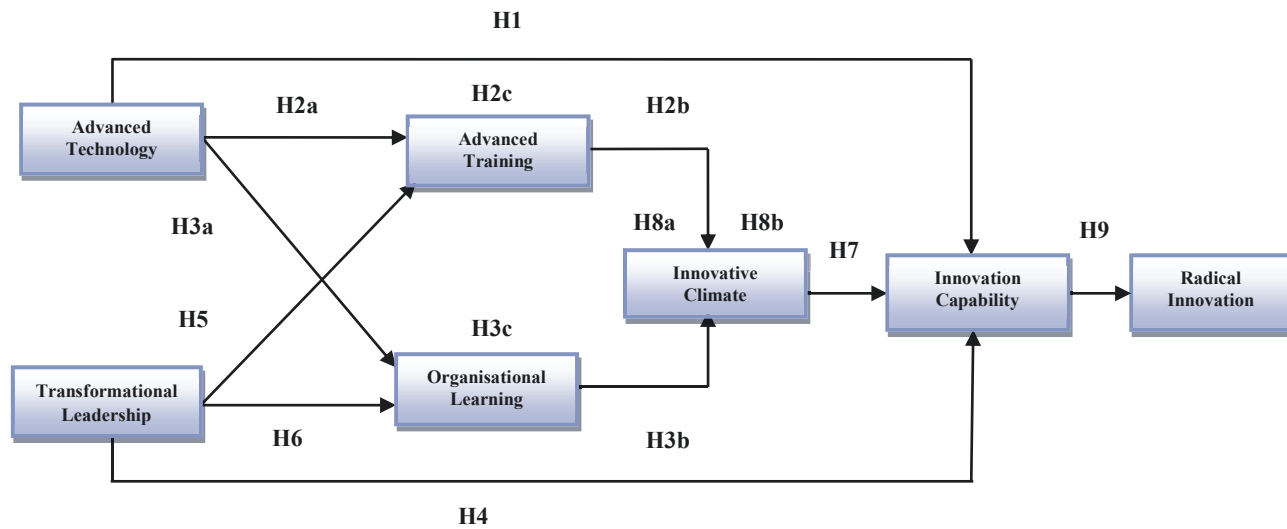 H1
H2a
H2c
H2b
Advanced
Technology
Advanced
Training
H3a
H8a
H8b
H7
H9
Innovative
Climate
Innovation
Capability
Radical
Innovation
H5
H3c
Transformational
Leadership
Organisational
Learning
H6
H3b
H4